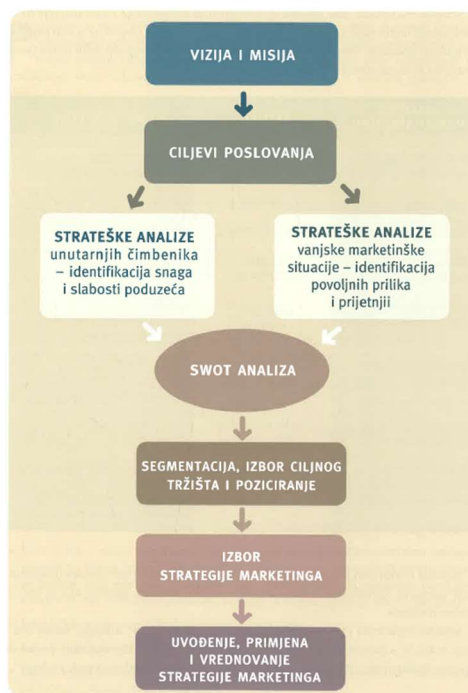 VIZIJA I MISIJA
CILJEVI POSLOVANJA
STRATEŠKE ANALIZE
unutarnjih čimbenika
– identifikacija snaga
i slabosti poduzeća
STRATEŠKE ANALIZE
vanjske marketinške
situacije – identifikacija
povoljnih prilika
i prijetnjii
SWOT ANALIZA
SEGMENTACIJA, IZBOR CILJNOG
TRŽIŠTA I POZICIRANJE
IZBOR
STRATEGIJE MARKETINGA
UVOĐENJE, PRIMJENA
I VREDNOVANJE
STRATEGIJE MARKETINGA